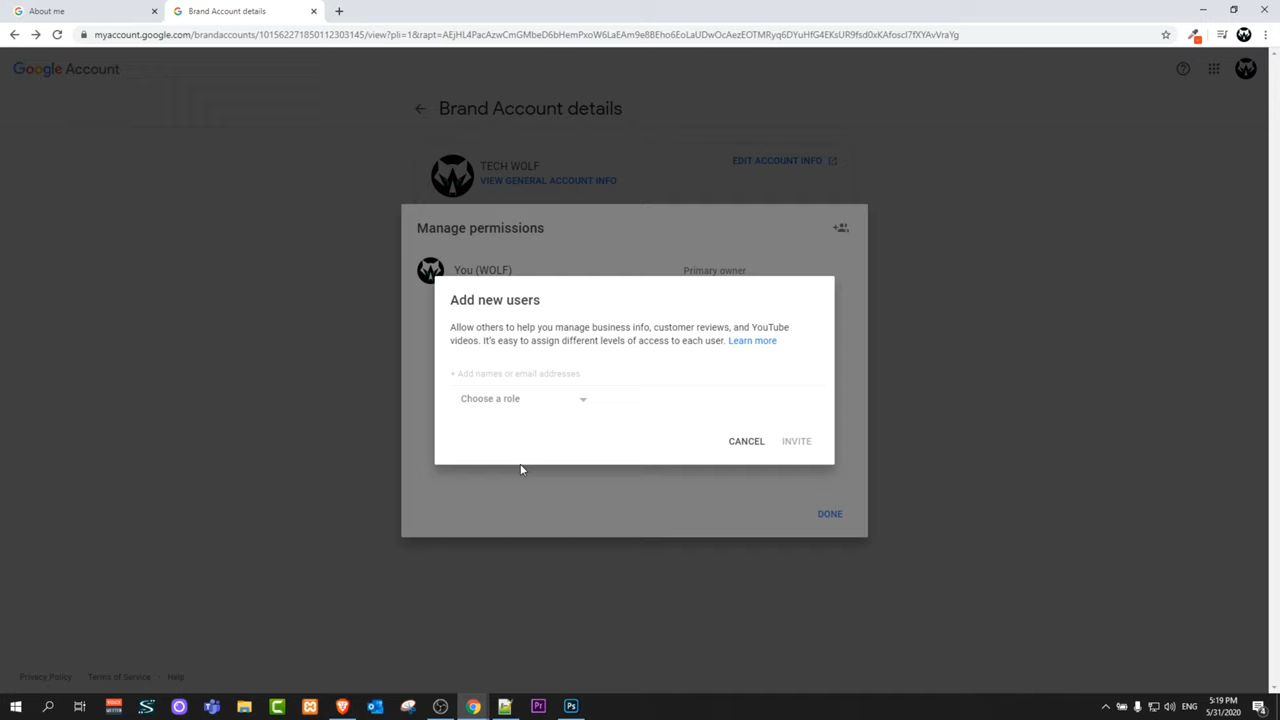 About me
Brand Account details
myaccount.google.com/brandaccounts/101562271850112303145/view?pli=1&rapt=AEjHL4PacAzwCmGMbeD6bHemPxoW6LaEAm9e8BEho6EoLaUDwOcAezEOTMRyq6DYuHfG4EKsUR9fsd0xKAfoscI7fXYAvVraYg
Google Account
Brand Account details
TECH WOLF
EDIT ACCOUNT INFO
VIEW GENERAL ACCOUNT INFO
Manage permissions
You (WOLF)
Primary owner
Add new users
Allow others to help you manage business info, customer reviews, and YouTube
videos. It's easy to assign different levels of access to each user. Learn more
+ Add names or email addresses
Choose a role
CANCEL
INVITE
DONE
Privacy Policy
Terms of Service
Help
ENG
5:19 PM
5/31/2020
4
Pr
Ps